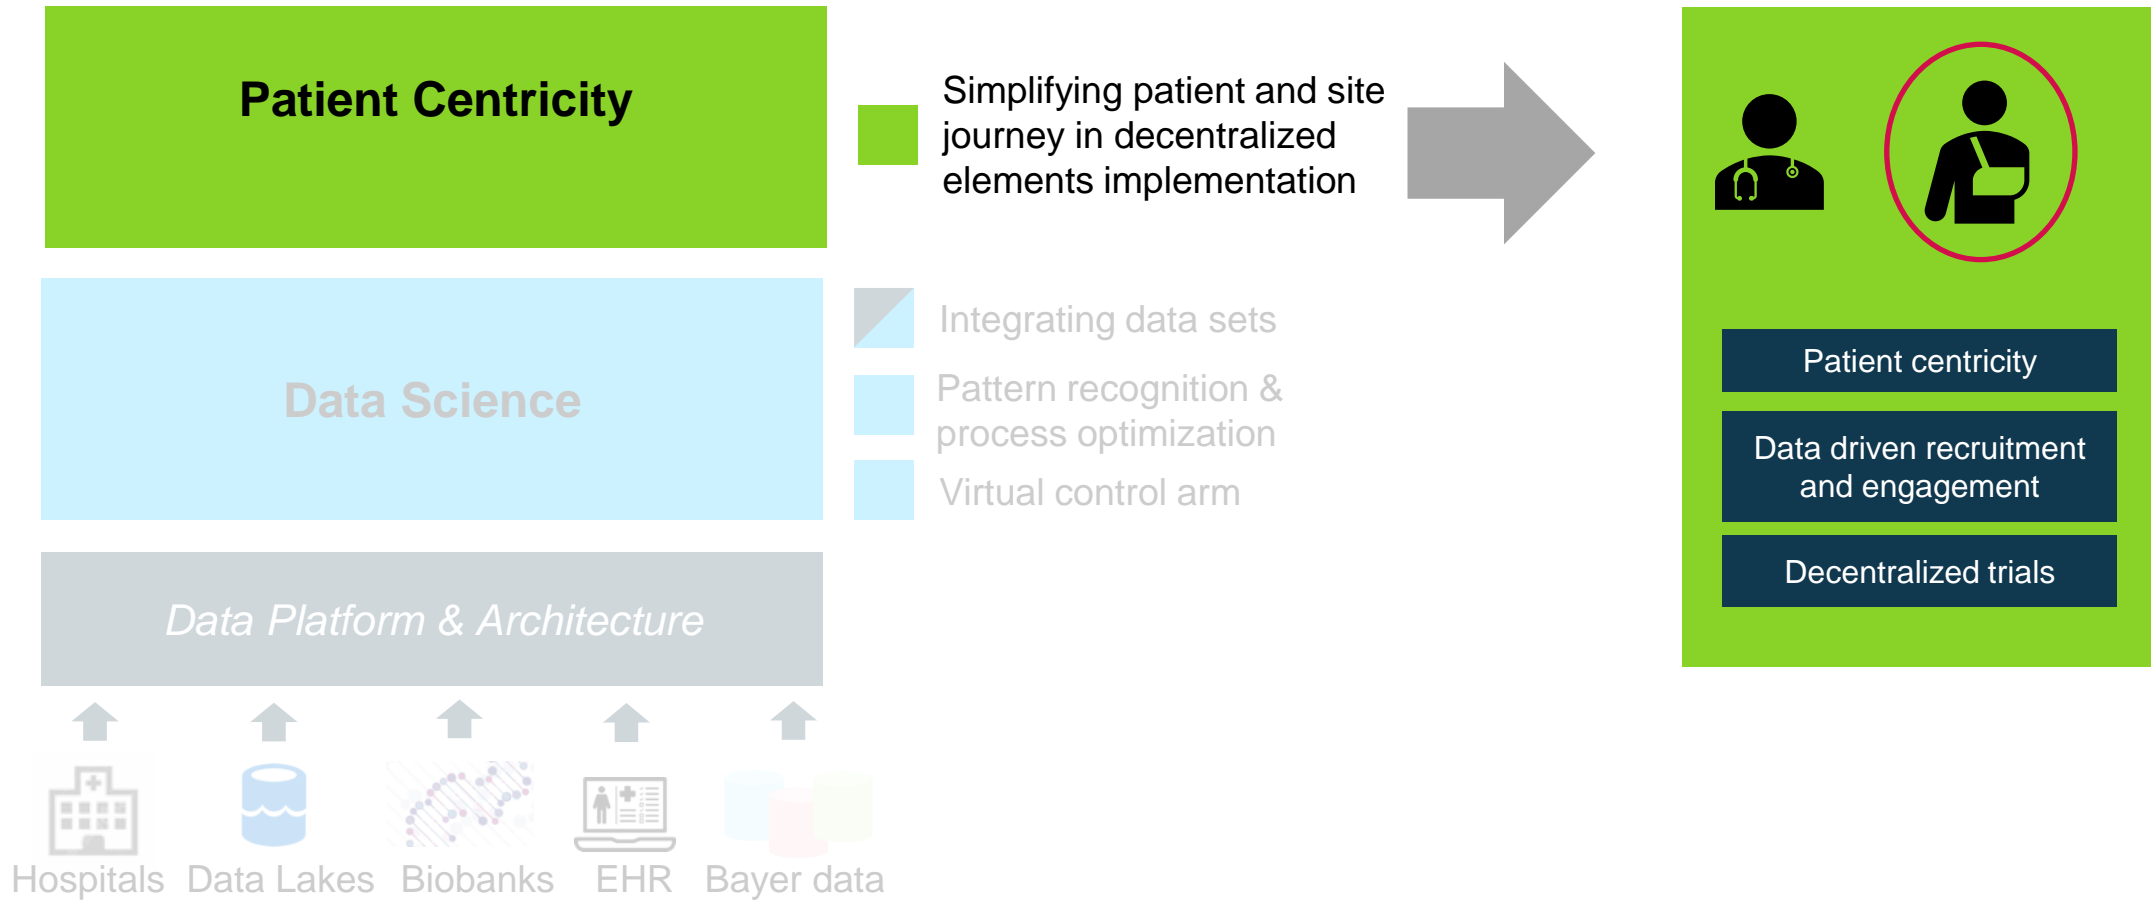 Patient Centricity
Simplifying patient and site
journey in decentralized
elements implementation
Data Science
Integrating data sets
Pattern recognition &
process optimization
Virtual control arm
Data Platform & Architecture
Hospitals
Data Lakes
Biobanks
EHR
Bayer data
Patient centricity
Data driven recruitment
and engagement
Decentralized trials